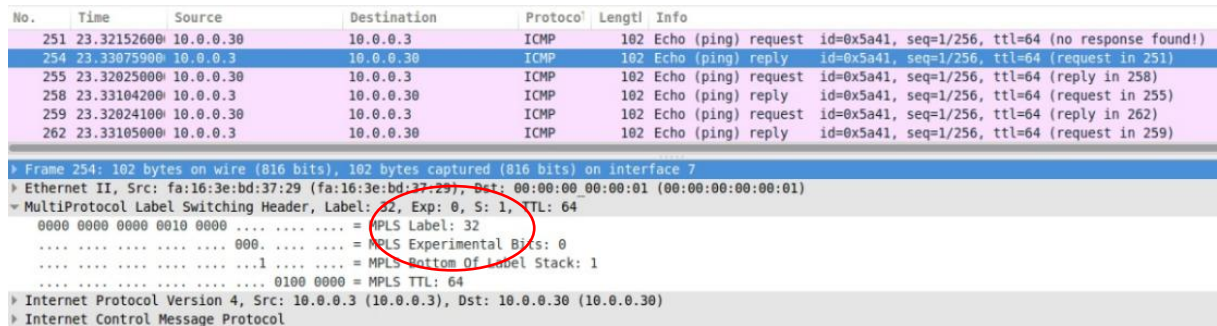 No. Time Source Destination Protocol Lengtl Info
251 23.32152600 10.0.0.30 10.0.0.3 ICMP 102 Echo (ping) request id=0x5a41, seq=1/256, ttl=64 (no response found!)
254 23.33075900 10.0.0.3 10.0.0.30 ICMP 102 Echo (ping) reply id=0x5a41, seq=1/256, ttl=64 (request in 251)
255 23.32025000 10.0.0.30 10.0.0.3 ICMP 102 Echo (ping) request id=0x5a41, seq=1/256, ttl=64 (reply in 258)
258 23.33104200 10.0.0.3 10.0.0.30 ICMP 102 Echo (ping) reply id=0x5a41, seq=1/256, ttl=64 (request in 255)
259 23.32024100 10.0.0.30 10.0.0.3 ICMP 102 Echo (ping) request id=0x5a41, seq=1/256, ttl=64 (reply in 262)
262 23.33105000 10.0.0.3 10.0.0.30 ICMP 102 Echo (ping) reply id=0x5a41, seq=1/256, ttl=64 (request in 259)
Frame 254: 102 bytes on wire (816 bits), 102 bytes captured (816 bits) on interface 7
Ethernet II, Src: fa:16:3e:bd:37:29 (fa:16:3e:bd:37:29), Dst: 00:00:00_00:00:01 (00:00:00:00:00:01)
MultiProtocol Label Switching Header, Label: 32, Exp: 0, S: 1, TTL: 64
0000 0000 0000 0010 0000 .... .... .... = MPLS Label: 32
.... .... .... .... .... 000. .... .... = MPLS Experimental Bits: 0
.... .... .... .... .... ...1 .... .... = MPLS Bottom Of Label Stack: 1
.... .... .... .... .... .... 0100 0000 = MPLS TTL: 64
Internet Protocol Version 4, Src: 10.0.0.3 (10.0.0.3), Dst: 10.0.0.30 (10.0.0.30)
Internet Control Message Protocol